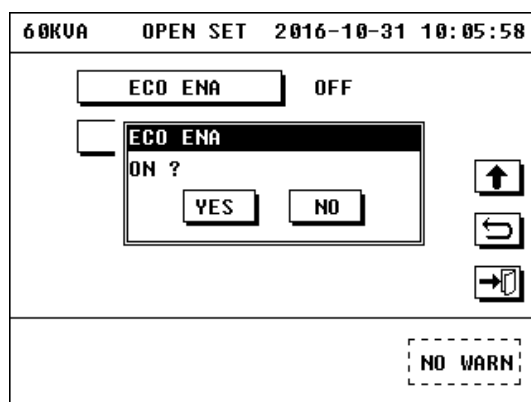 60KVA OPEN SET 2016-10-31 10:05:58
ECO ENA OFF
ECO ENA
ON ?
YES NO
NO WARN